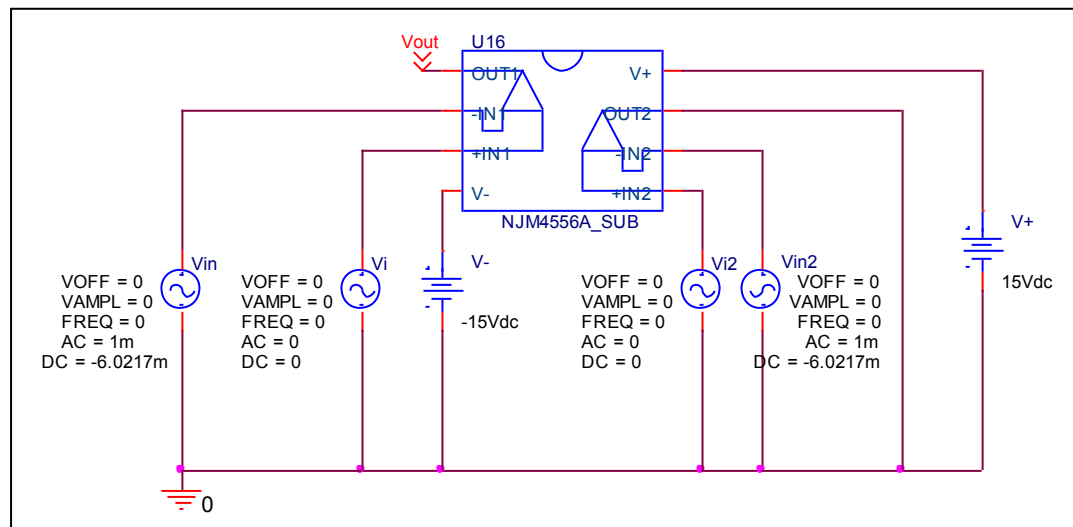 Vout
U16
OUT1
-IN1
+IN1
V-
V+
OUT2
-IN2
+IN2
NJM4556A_SUB
Vin
VOFF = 0
VAMPL = 0
FREQ = 0
AC = 1m
DC = -6.0217m
Vi
VOFF = 0
VAMPL = 0
FREQ = 0
AC = 0
DC = 0
V-
-15Vdc
Vi2
VOFF = 0
VAMPL = 0
FREQ = 0
AC = 0
DC = 0
Vin2
VOFF = 0
VAMPL = 0
FREQ = 0
AC = 1m
DC = -6.0217m
V+
15Vdc
0